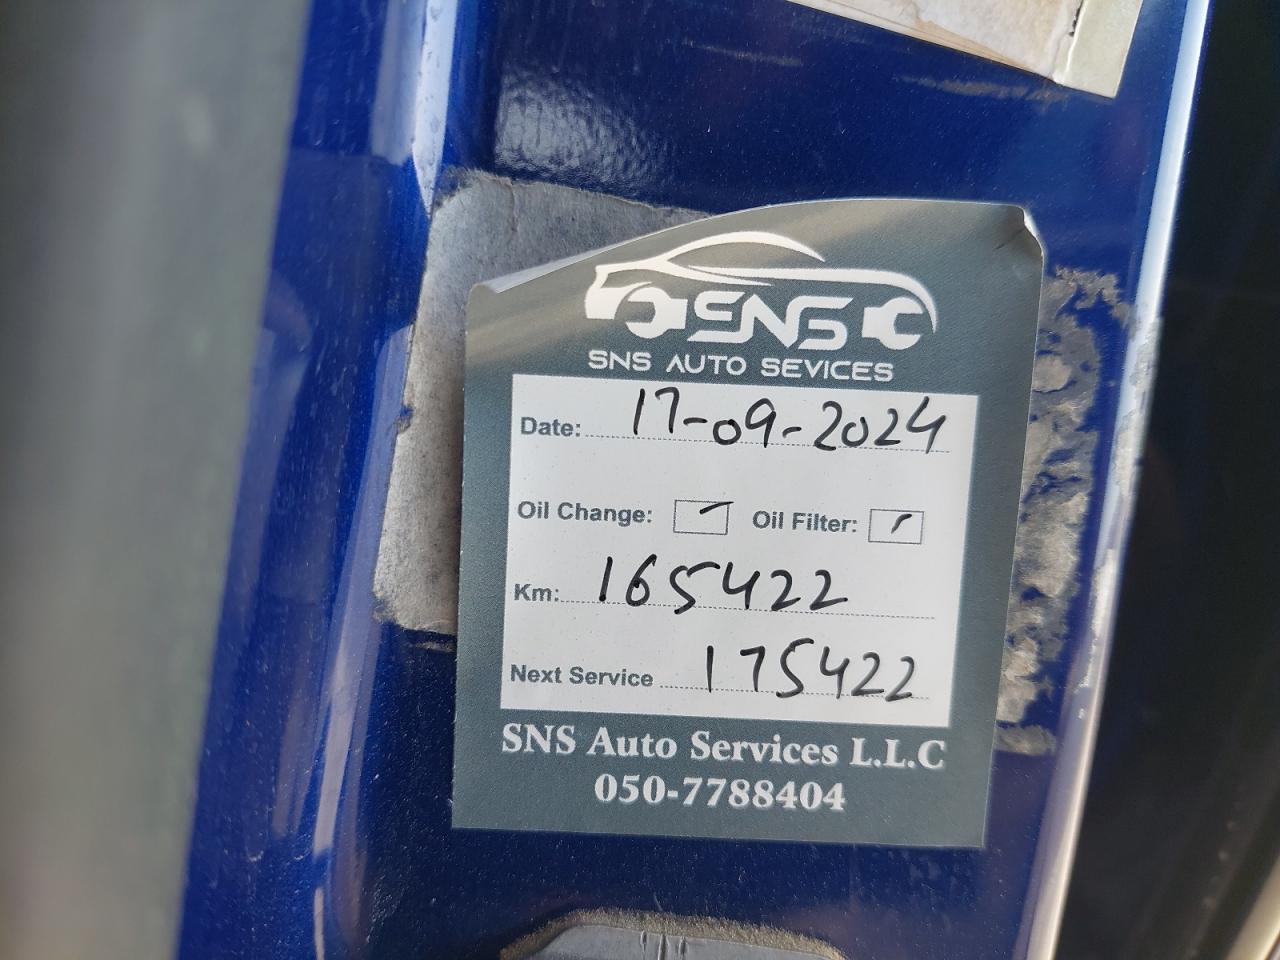 SNS
SNS AUTO SEVICES
Date: 17-09-2024
Oil Change: Oil Filter:
Km: 165422
Next Service 175422
SNS Auto Services L.L.C
050-7788404